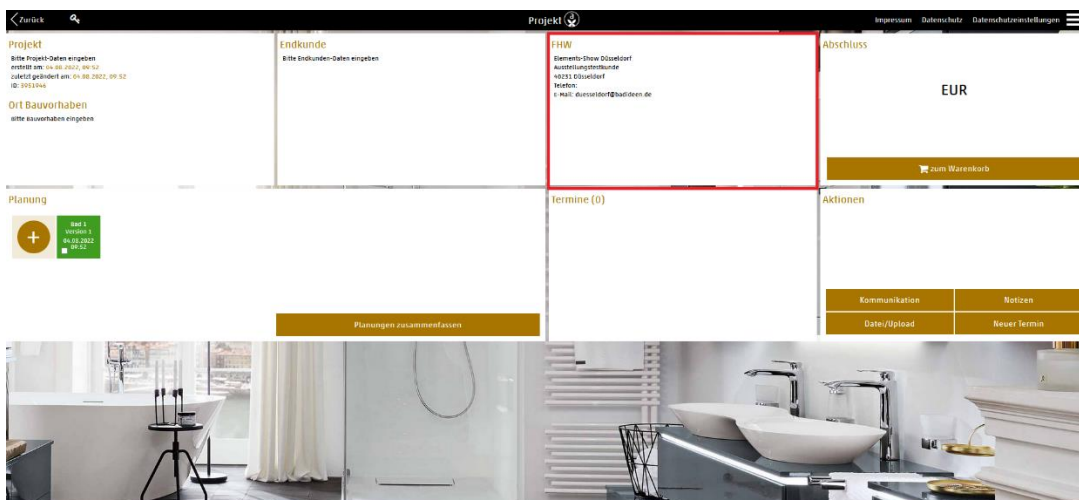 Zurück
Projekt
Impressum Datenschutz Datenschutzeinstellungen
Projekt
Bitte Projekt-Daten eingeben
erstellt am: 04.08.2022, 09:52
zuletzt geändert am: 04.08.2022, 09:52
ID: 5951946
Ort Bauvorhaben
Bitte Bauvorhaben eingeben
Endkunde
Bitte Endkunden-Daten eingeben
FHW
Elements-Show Düsseldorf
Ausstellungstestkunde
40231 Düsseldorf
Telefon:
E-Mail: duesseldorf@badideen.de
Abschluss
EUR
zum Warenkorb
Planung
Bad 1
Version 1
04.08.2022
09:52
Planungen zusammenfassen
Termine (0)
Aktionen
Kommunikation
Notizen
Datei/Upload
Neuer Termin